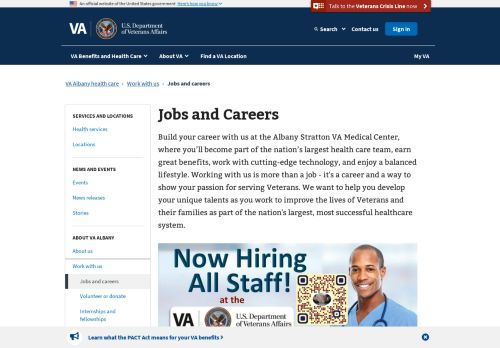 An official website of the United States government Here's how you know
Talk to the Veterans Crisis Line now
VA
U.S. Department
of Veterans Affairs
Search
Contact us
Sign in
VA Benefits and Health Care
About VA
Find a VA Location
My VA
VA Albany health care › Work with us › Jobs and careers
SERVICES AND LOCATIONS
Health services
Locations
NEWS AND EVENTS
Events
News releases
Stories
ABOUT VA ALBANY
About us
Work with us
Jobs and careers
Volunteer or donate
Internships and
fellowships
Jobs and Careers
Build your career with us at the Albany Stratton VA Medical Center,
where you'll become part of the nation's largest health care team, earn
great benefits, work with cutting-edge technology, and enjoy a balanced
lifestyle. Working with us is more than a job - it's a career and a way to
show your passion for serving Veterans. We want to help you develop
your unique talents as you work to improve the lives of Veterans and
their families as part of the nation's largest, most successful healthcare
system.
Now Hiring
All Staff!
at the
VA
U.S. Department
of Veterans Affairs
Learn what the PACT Act means for your VA benefits